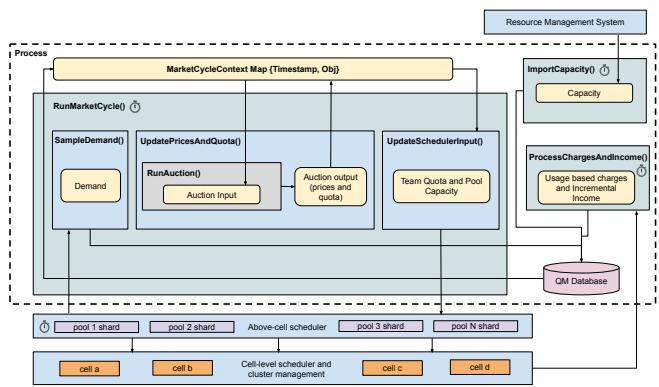 Resource Management System
Process
MarketCycleContext Map {Timestamp, Obj}
ImportCapacity()
Capacity
RunMarketCycle()
SampleDemand()
Demand
UpdatePricesAndQuota()
RunAuction()
Auction Input
Auction output
(prices and
quota)
UpdateSchedulerInput()
Team Quota and Pool
Capacity
ProcessChargesAndIncome()
Usage based charges
and Incremental
Income
QM Database
pool 1 shard
pool 2 shard
Above-cell scheduler
pool 3 shard
pool N shard
cell a
cell b
Cell-level scheduler and
cluster management
cell c
cell d